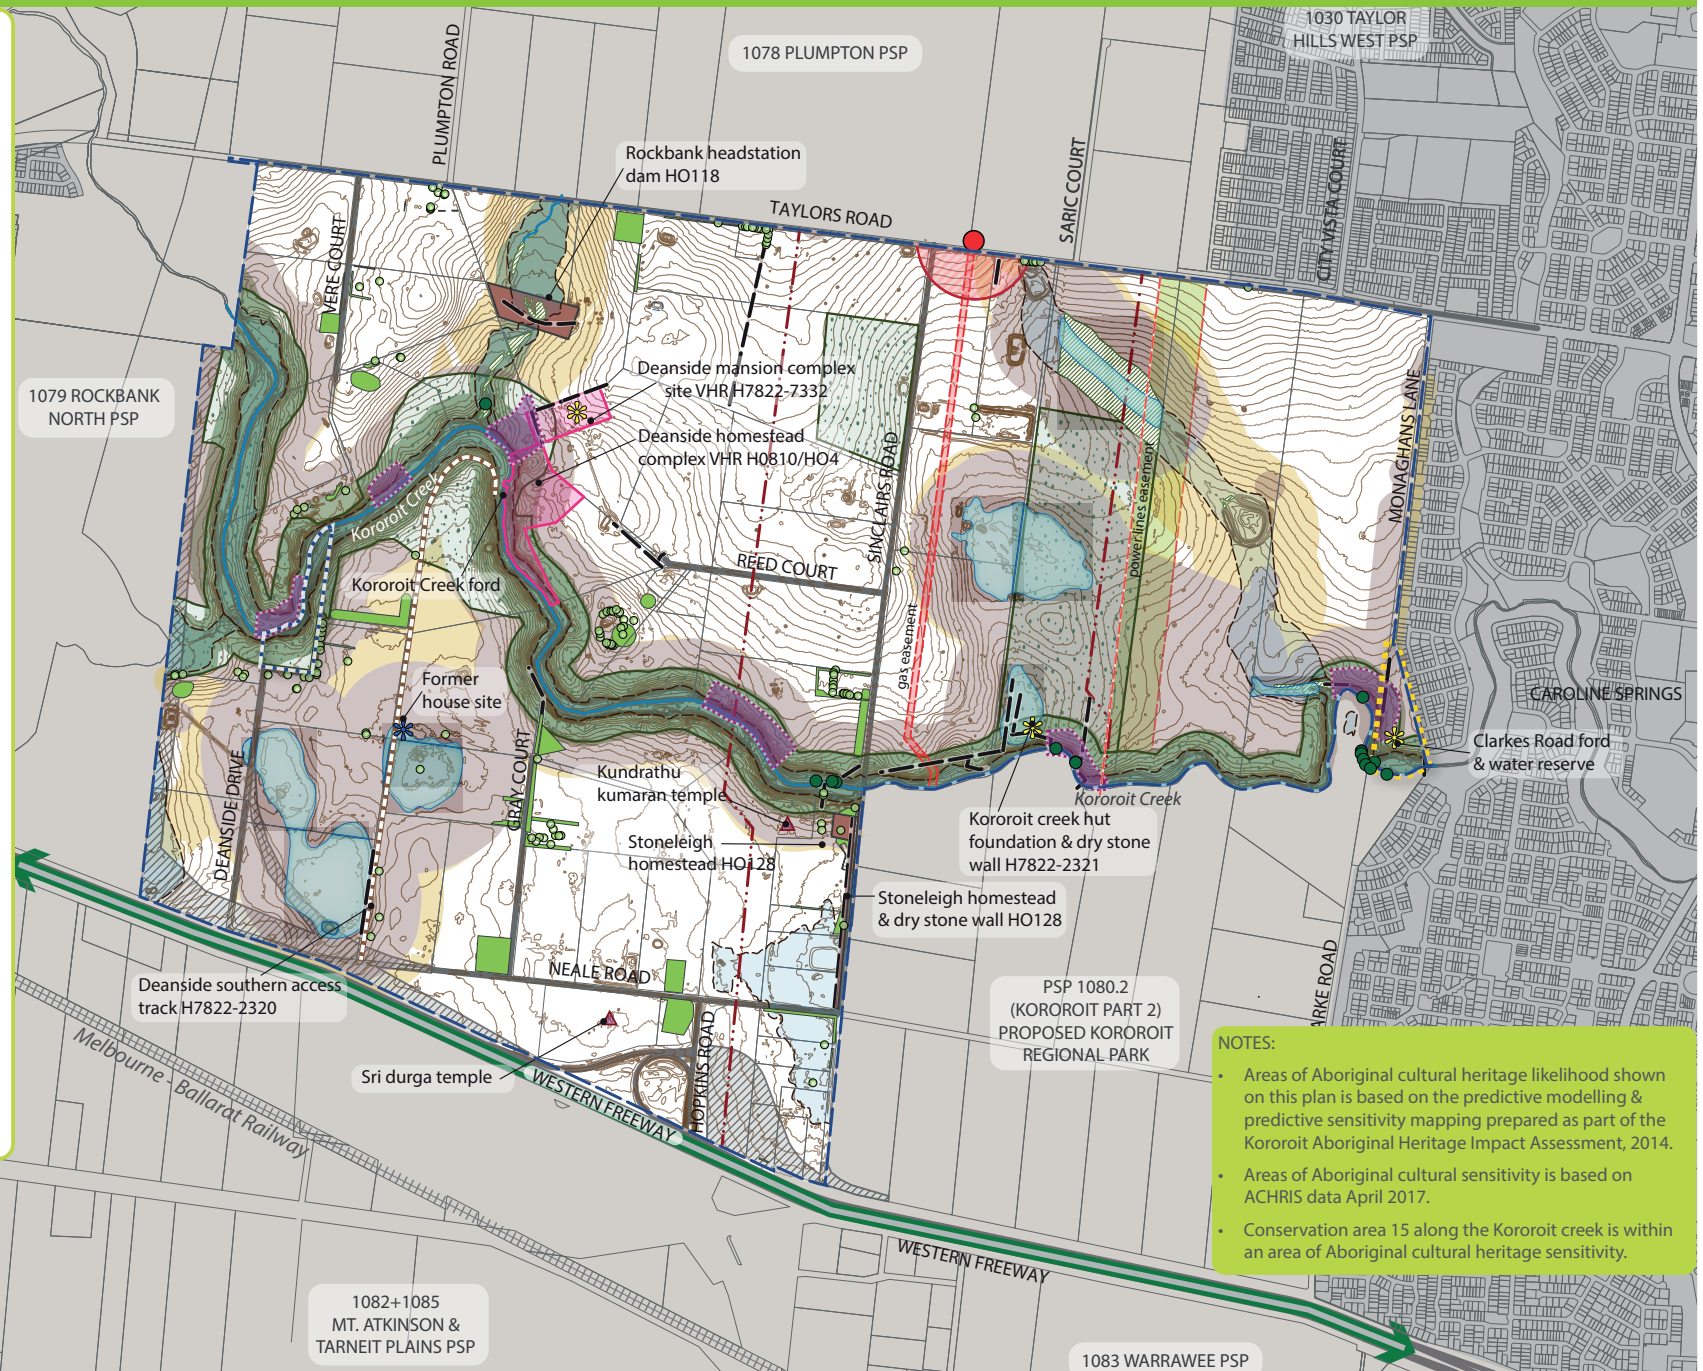 1030 TAYLOR
HILLS WEST PSP
1078 PLUMPTON PSP
PLUMPTON ROAD
SARIC COURT
CITY VISTA COURT
Rockbank headstation
dam HO118
TAYLORS ROAD
VERE COURT
1079 ROCKBANK
NORTH PSP
Deanside mansion complex
site VHR H7822-7332
Deanside homestead
complex VHR H0810/HO4
SINCLAIRS ROAD
MONAGHANS LANE
power lines easement
Kororoit Creek
REED COURT
Kororoit Creek ford
gas easement
Former
house site
CAROLINE SPRINGS
Clarkes Road ford
& water reserve
DEANSIDE DRIVE
GRAY COURT
Kundrathu
kumaran temple
Kororoit Creek
Kororoit creek hut
foundation & dry stone
wall H7822-2321
Stoneleigh
homestead HO128
Stoneleigh homestead
& dry stone wall HO128
NEALE ROAD
Deanside southern access
track H7822-2320
PSP 1080.2
(KOROROIT PART 2)
PROPOSED KOROROIT
REGIONAL PARK
ARKE ROAD
HOPKINS ROAD
Sri durga temple
WESTERN FREEWAY
Melbourne - Ballarat Railway
NOTES:
• Areas of Aboriginal cultural heritage likelihood shown
on this plan is based on the predictive modelling &
predictive sensitivity mapping prepared as part of the
Kororoit Aboriginal Heritage Impact Assessment, 2014.
• Areas of Aboriginal cultural sensitivity is based on
ACHRIS data April 2017.
• Conservation area 15 along the Kororoit creek is within
an area of Aboriginal cultural heritage sensitivity.
WESTERN FREEWAY
1082+1085
MT. ATKINSON &
TARNEIT PLAINS PSP
1083 WARRAWEE PSP